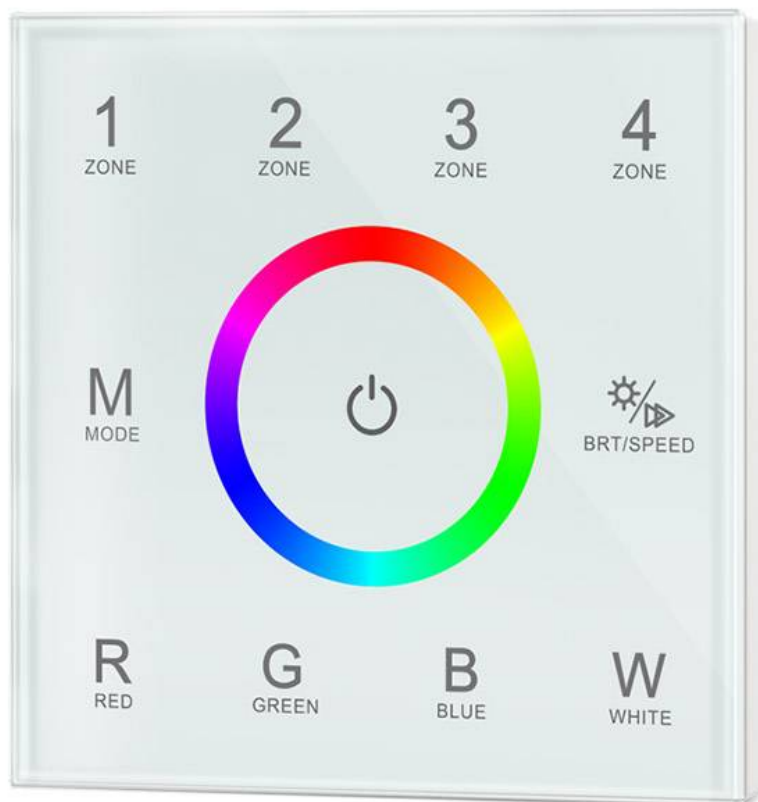 1 2 3 4
ZONE ZONE ZONE ZONE
M
MODE
BRT/SPEED
R G B W
RED GREEN BLUE WHITE